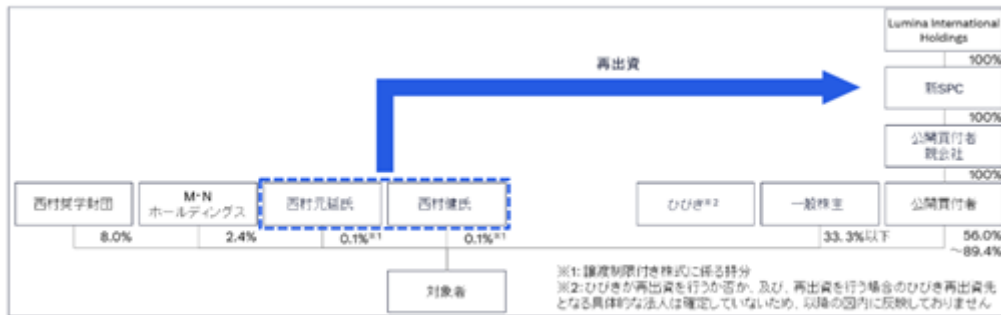 Lumina International
Holdings
100%
再出資
新SPC
100%
公開買付者
親会社
100%
西村奨学財団
M・N
ホールディングス
西村元延氏
西村健氏
ひびき※2
一般株主
公開買付者
8.0%
2.4%
0.1%※1
0.1%※1
33.3%以下
56.0%
～89.4%
対象者
※1: 譲渡制限付き株式に係る持分
※2: ひびきが再出資を行うか否か、及び、再出資を行う場合のひびき再出資先
となる具体的な法人は確定していないため、以降の図内に反映しておりません